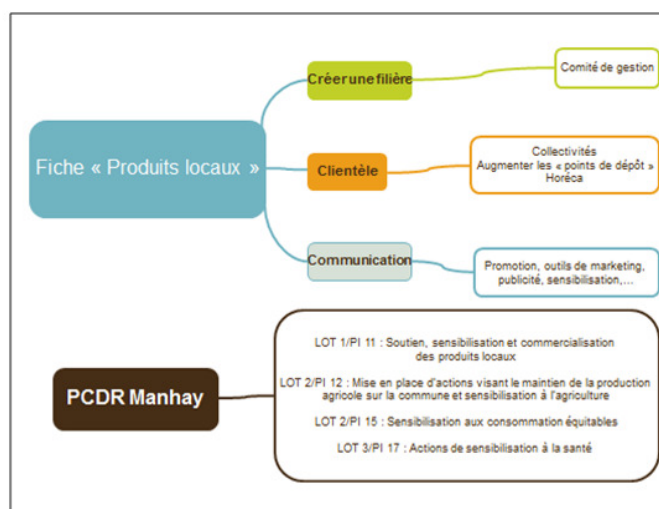 Créer une filière
Comité de gestion
Fiche « Produits locaux »
Clientèle
Collectivités
Augmenter les « points de dépôt »
Horéca
Communication
Promotion, outils de marketing,
publicité, sensibilisation,...
PCDR Manhay
LOT 1/PI 11 : Soutien, sensibilisation et commercialisation
des produits locaux
LOT 2/PI 12 : Mise en place d'actions visant le maintien de la production
agricole sur la commune et sensibilisation à l'agriculture
LOT 2/PI 15 : Sensibilisation aux consommation équitables
LOT 3/PI 17 : Actions de sensibilisation à la santé